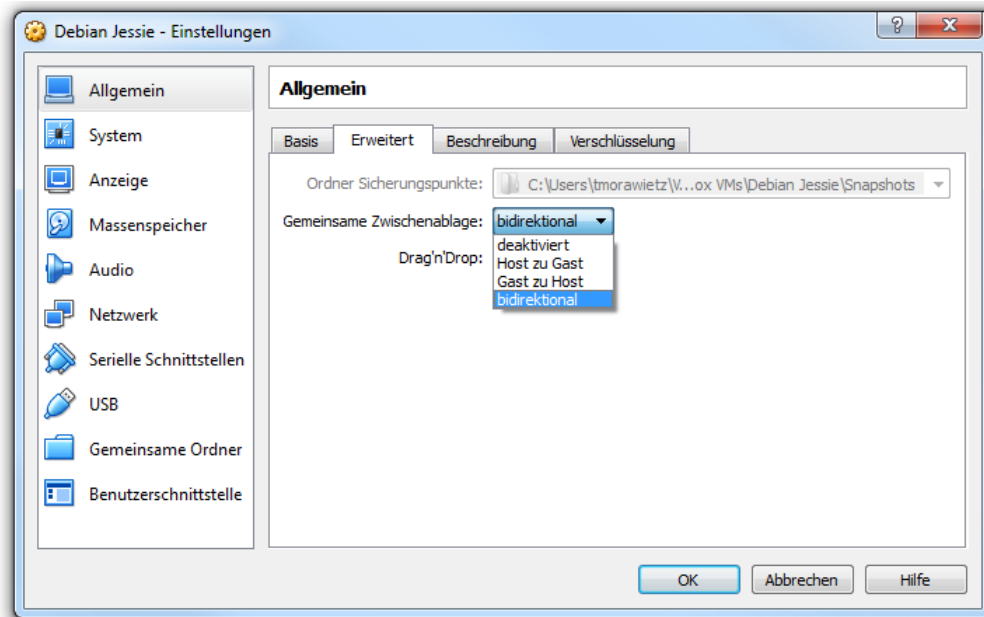 Debian Jessie - Einstellungen
Allgemein
System
Anzeige
Massenspeicher
Audio
Netzwerk
Serielle Schnittstellen
USB
Gemeinsame Ordner
Benutzerschnittstelle
Allgemein
Basis Erweitert Beschreibung Verschlüsselung
Ordner Sicherungspunkte: C:\Users\tmorawietz\V...ox VMs\Debian Jessie\Snapshots
Gemeinsame Zwischenablage: bidirektional
Drag'n'Drop:
deaktiviert
Host zu Gast
Gast zu Host
bidirektional
OK Abbrechen Hilfe